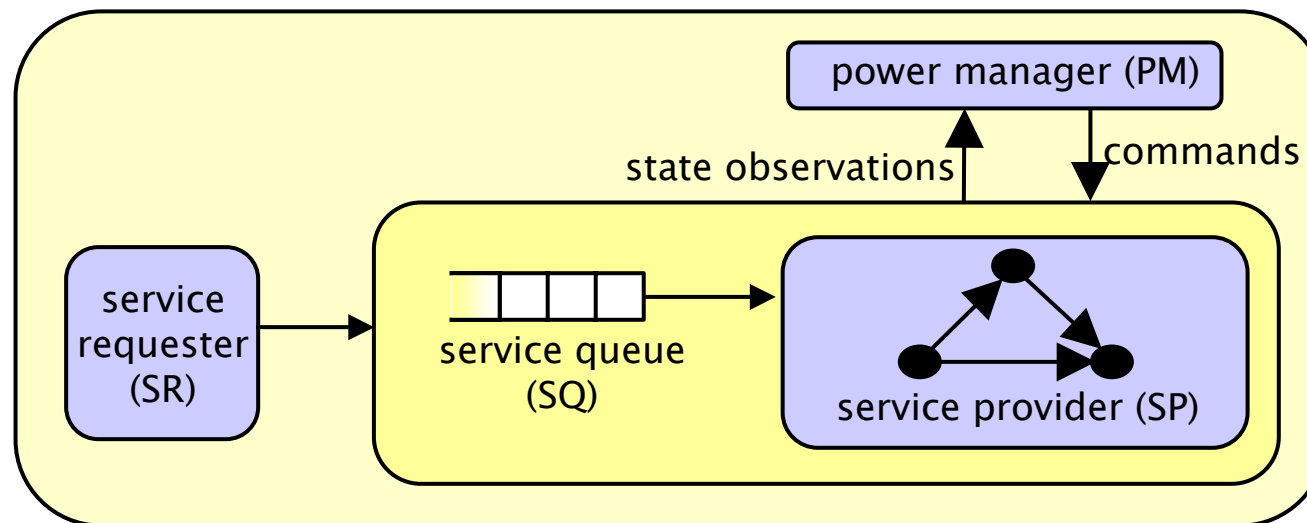 power manager (PM)
state observations
commands
service
requester
(SR)
service queue
(SQ)
service provider (SP)